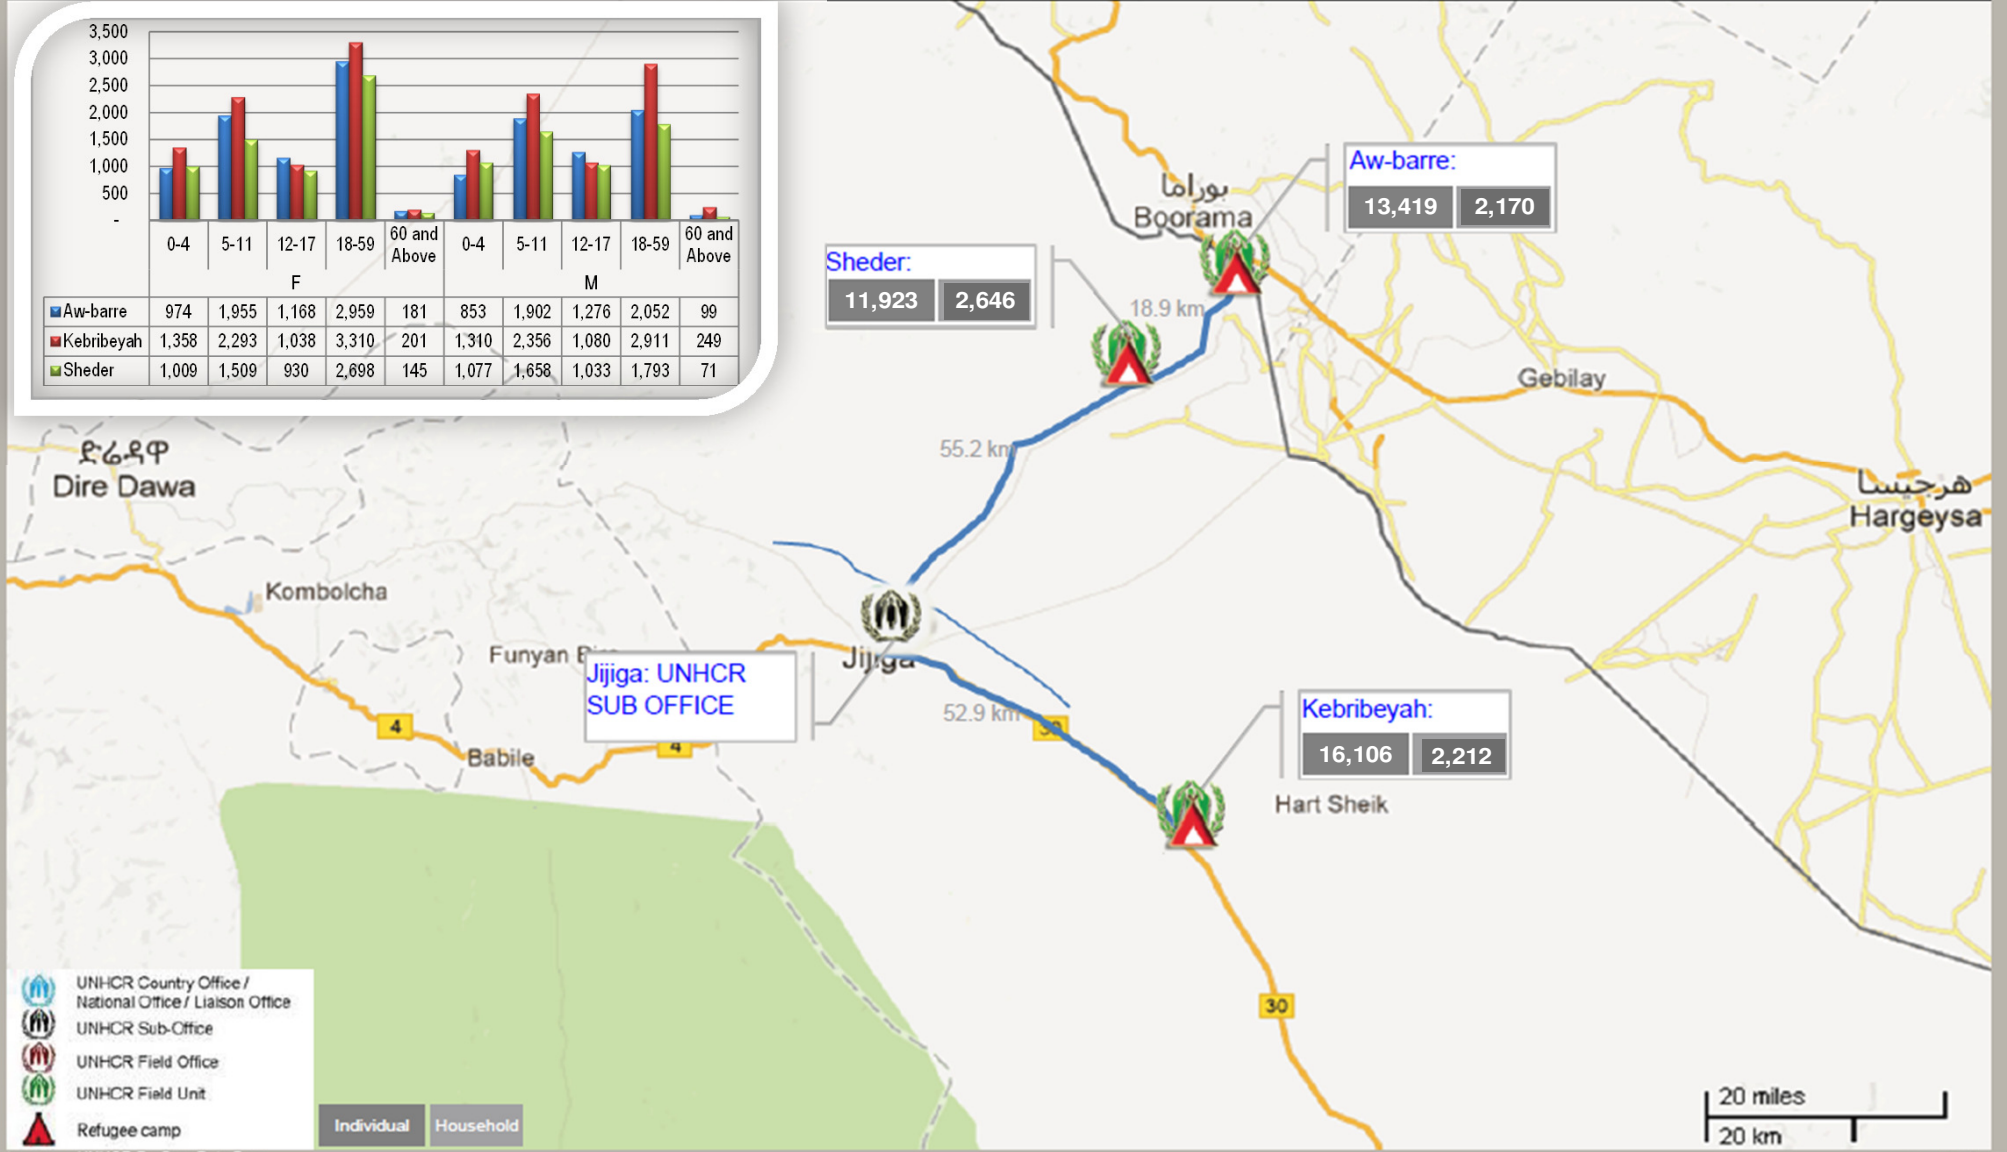 3,500
3,000
2,500
2,000
1,500
1,000
500
-
0-4 5-11 12-17 18-59 60 and Above 0-4 5-11 12-17 18-59 60 and Above
F M
Aw-barre 974 1,955 1,168 2,959 181 853 1,902 1,276 2,052 99
Kebribeyah 1,358 2,293 1,038 3,310 201 1,310 2,356 1,080 2,911 249
Sheder 1,009 1,509 930 2,698 145 1,077 1,658 1,033 1,793 71
Aw-barre:
13,419 2,170
بوراما
Boorama
Sheder:
11,923 2,646
18.9 km
Gebilay
55.2 km
ድሬዳዋ
Dire Dawa
هرجيسا
Hargeysa
Kombolcha
Funyan
Jijiga
Jijiga: UNHCR
SUB OFFICE
52.9 km
30
Kebribeyah:
16,106 2,212
4
4
Babile
Hart Sheik
30
UNHCR Country Office /
National Office / Liaison Office
UNHCR Sub-Office
UNHCR Field Office
UNHCR Field Unit
Refugee camp
Individual Household
20 miles
20 km